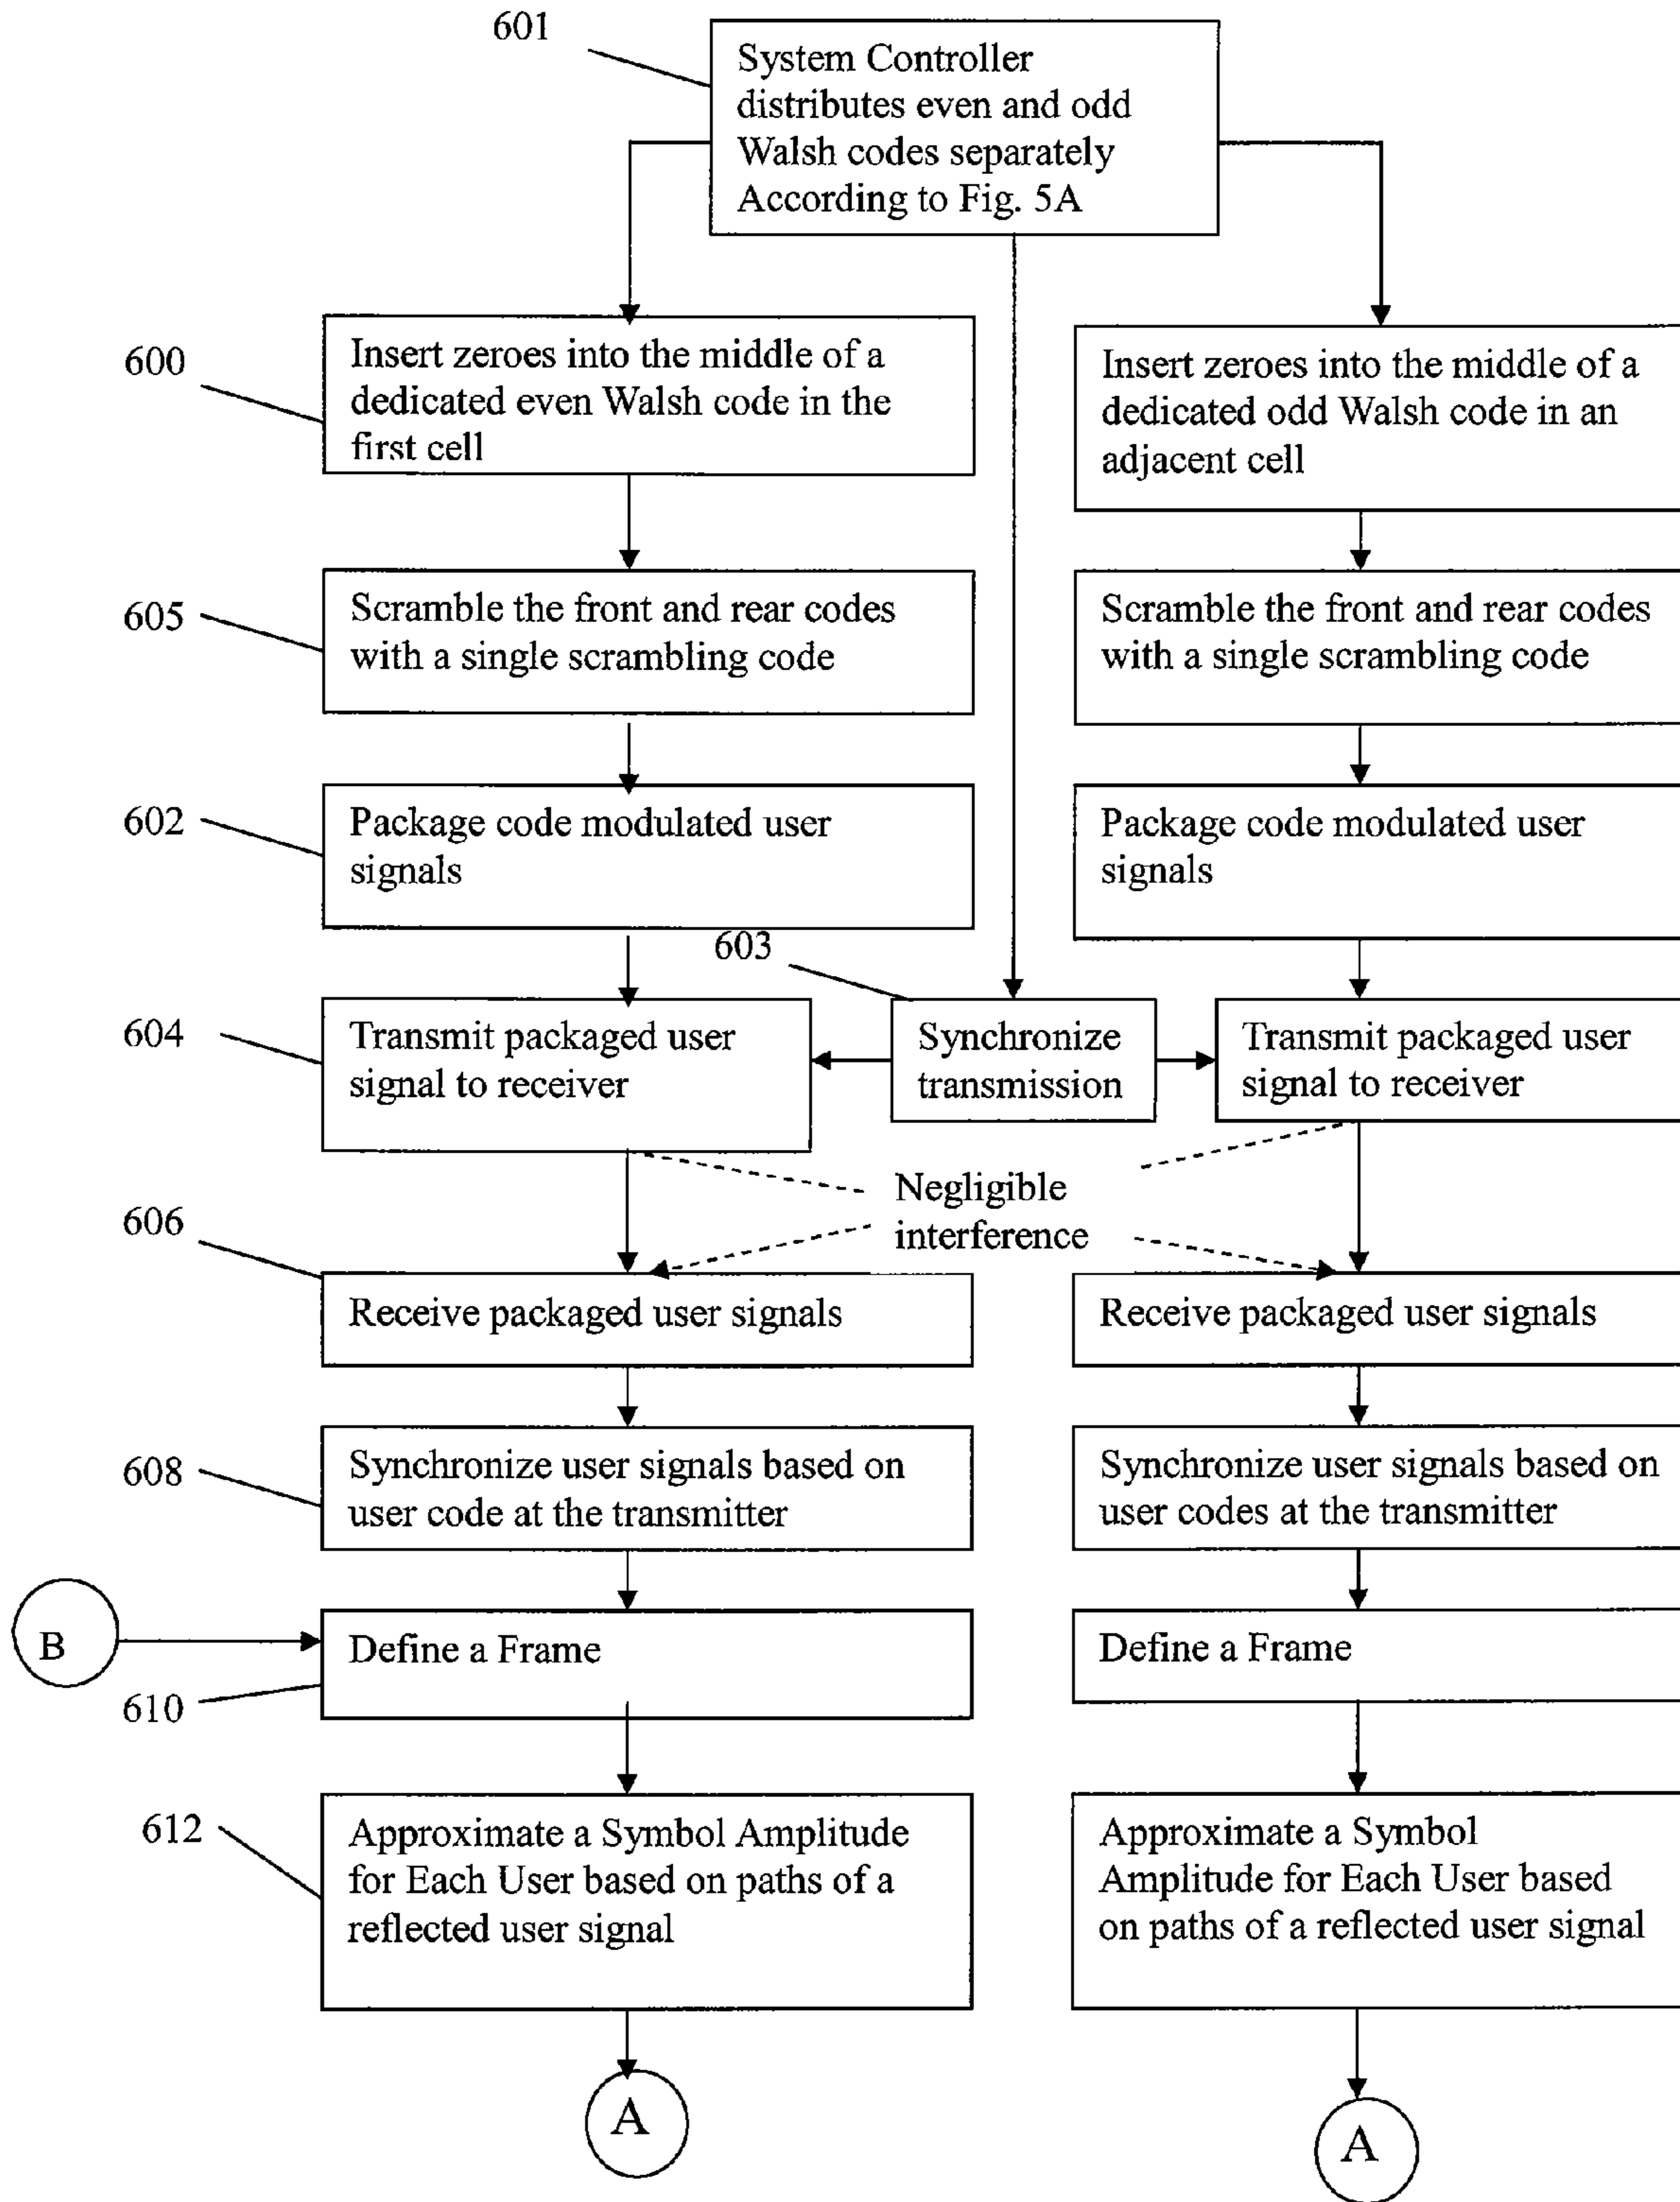 601
System Controller
distributes even and odd
Walsh codes separately
According to Fig. 5A
600
Insert zeroes into the middle of a
dedicated even Walsh code in the
first cell
Insert zeroes into the middle of a
dedicated odd Walsh code in an
adjacent cell
605
Scramble the front and rear codes
with a single scrambling code
Scramble the front and rear codes
with a single scrambling code
602
Package code modulated user
signals
Package code modulated user
signals
603
604
Transmit packaged user
signal to receiver
Synchronize
transmission
Transmit packaged user
signal to receiver
Negligible
interference
606
Receive packaged user signals
Receive packaged user signals
608
Synchronize user signals based on
user code at the transmitter
Synchronize user signals based on
user codes at the transmitter
B
Define a Frame
Define a Frame
610
612
Approximate a Symbol Amplitude
for Each User based on paths of a
reflected user signal
Approximate a Symbol
Amplitude for Each User based
on paths of a reflected user signal
A
A